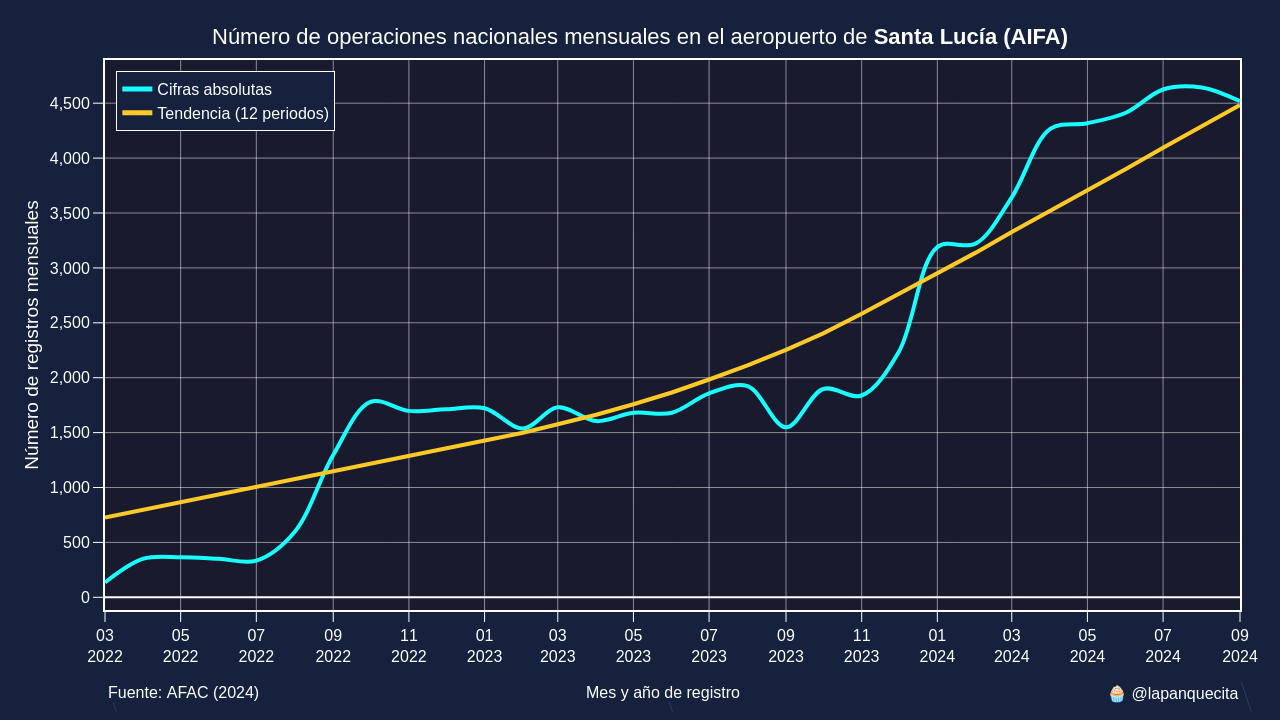 Número de operaciones nacionales mensuales en el aeropuerto de Santa Lucía (AIFA)
Cifras absolutas
Tendencia (12 periodos)
Número de registros mensuales
4,500
4,000
3,500
3,000
2,500
2,000
1,500
1,000
500
0
03 05 07 09 11 01 03 05 07 09 11 01 03 05 07 09
2022 2022 2022 2022 2022 2023 2023 2023 2023 2023 2023 2024 2024 2024 2024 2024
Fuente: AFAC (2024)
Mes y año de registro
🧁 @lapanquecita